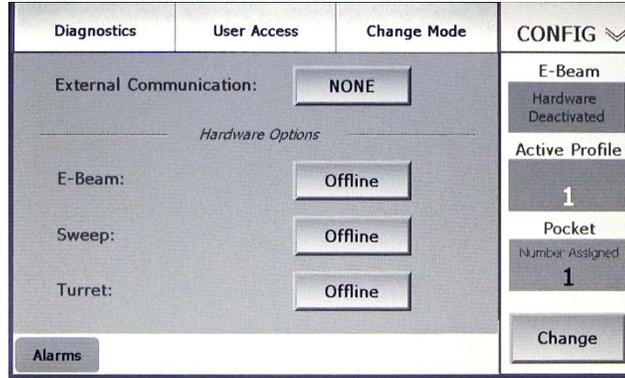 Diagnostics
User Access
Change Mode
CONFIG
External Communication:
NONE
Hardware Options
E-Beam:
Offline
Sweep:
Offline
Turret:
Offline
Alarms
E-Beam
Hardware
Deactivated
Active Profile
1
Pocket
Number Assigned
1
Change